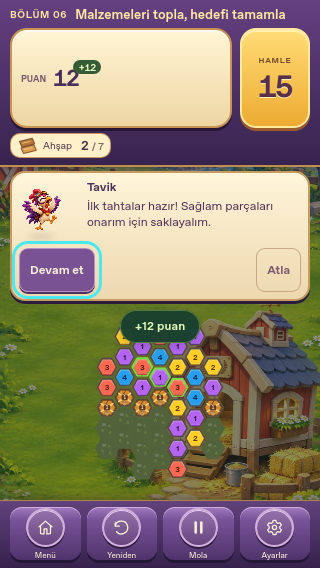 BÖLÜM 06 Malzemeleri topla, hedefi tamamla
PUAN 12 +12
HAMLE
15
Ahşap 2 / 7
Tavik
İlk tahtalar hazır! Sağlam parçaları
onarım için saklayalım.
Devam et
Atla
+12 puan
Menü
Yeniden
Mola
Ayarlar